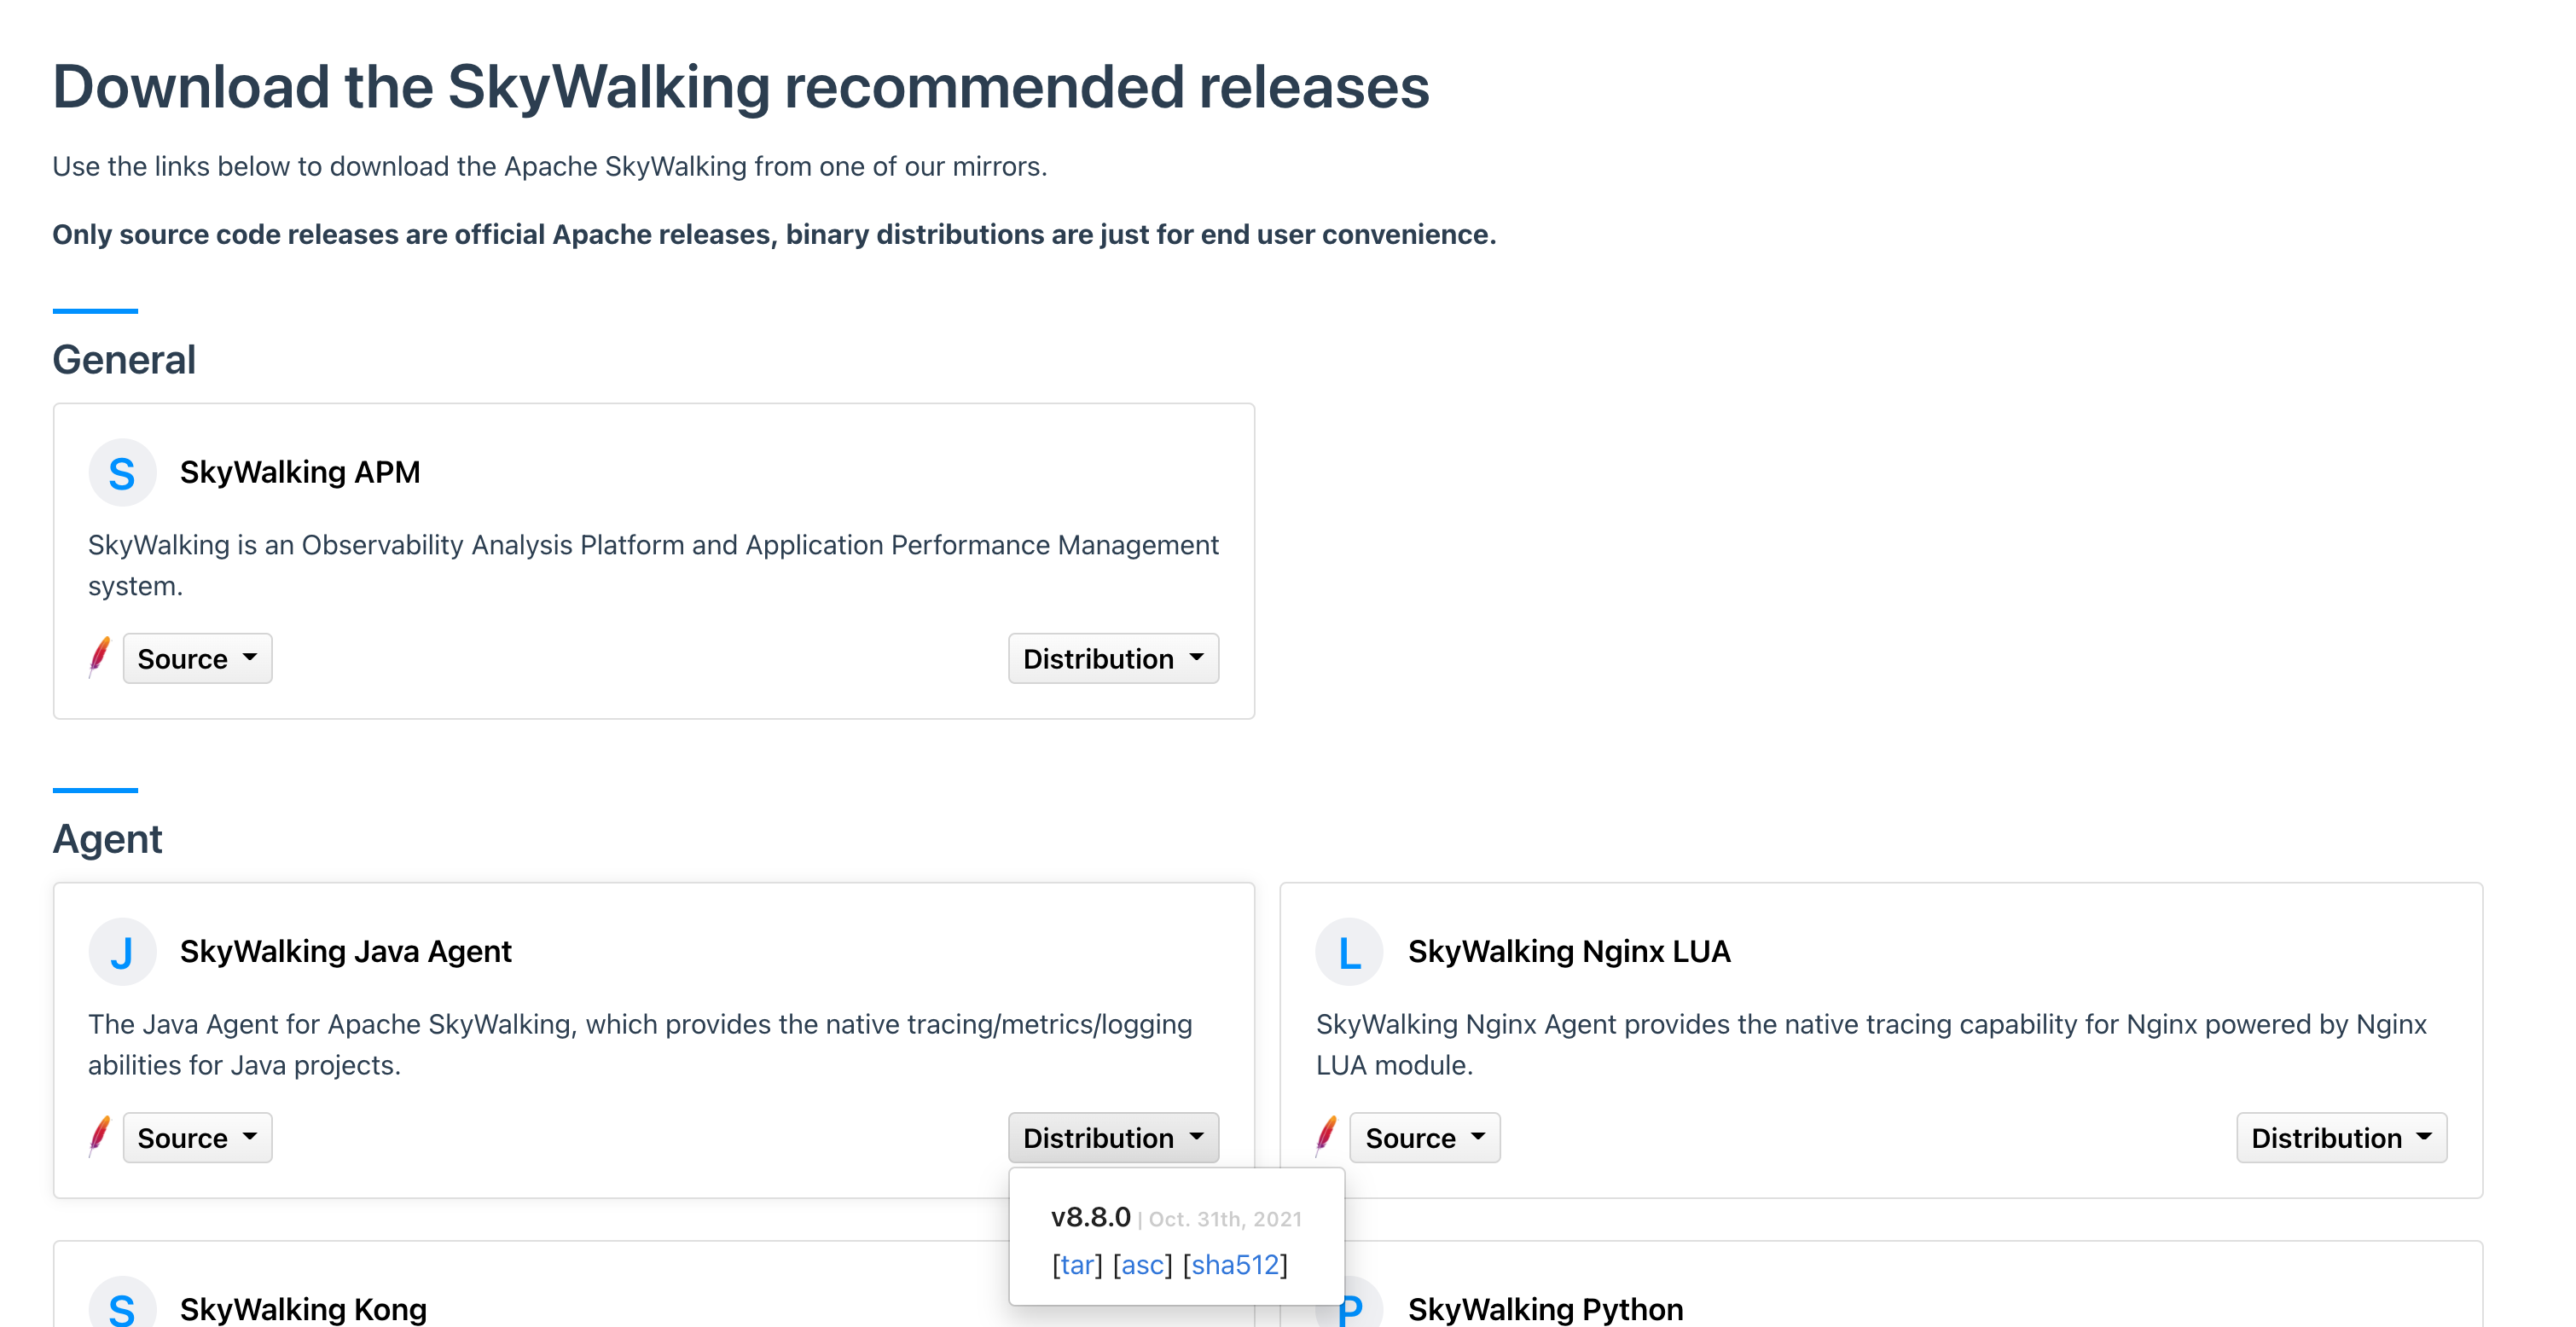 Download the SkyWalking recommended releases
Use the links below to download the Apache SkyWalking from one of our mirrors.
Only source code releases are official Apache releases, binary distributions are just for end user convenience.
General
S SkyWalking APM
SkyWalking is an Observability Analysis Platform and Application Performance Management
system.
Source Distribution
Agent
J SkyWalking Java Agent
The Java Agent for Apache SkyWalking, which provides the native tracing/metrics/logging
abilities for Java projects.
Source Distribution
v8.8.0 | Oct. 31th, 2021
[tar] [asc] [sha512]
L SkyWalking Nginx LUA
SkyWalking Nginx Agent provides the native tracing capability for Nginx powered by Nginx
LUA module.
Source Distribution
S SkyWalking Kong
P SkyWalking Python